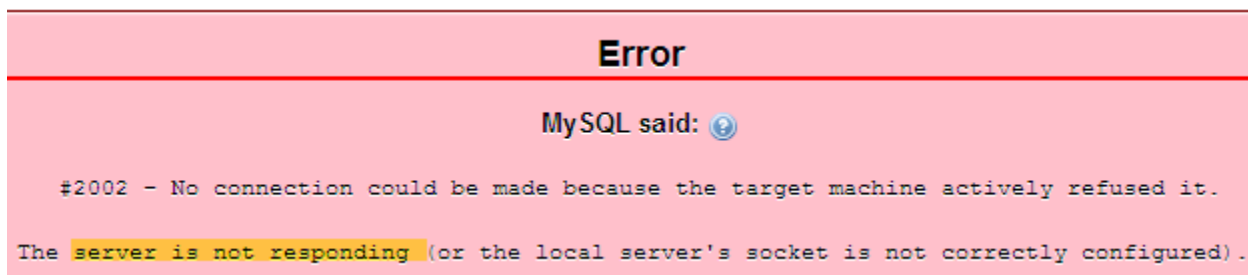 Error
MySQL said:
#2002 - No connection could be made because the target machine actively refused it.
The server is not responding (or the local server's socket is not correctly configured).